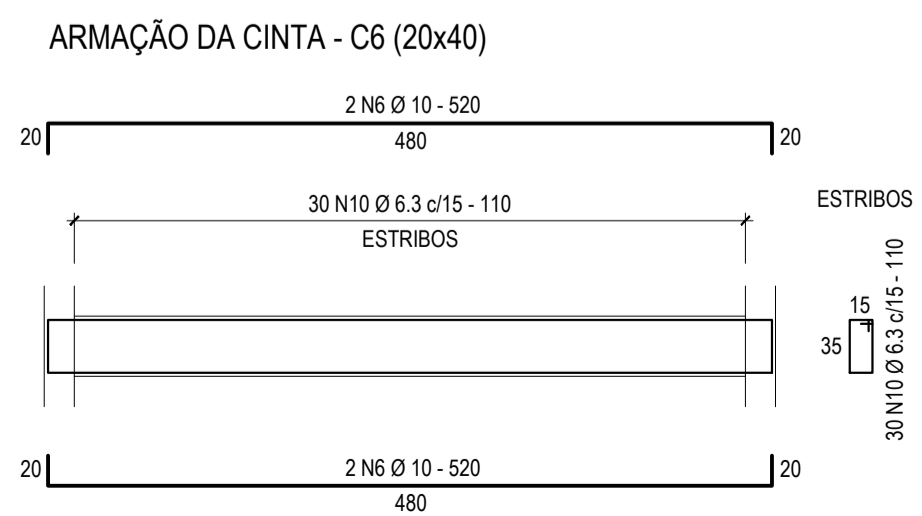 ARMAÇÃO DA CINTA - C6 (20x40)
2 N6 Ø 10 - 520
20
480
20
30 N10 Ø 6.3 c/15 - 110
ESTRIBOS
ESTRIBOS
15
35
30 N10 Ø 6.3 c/15 - 110
20
2 N6 Ø 10 - 520
20
480